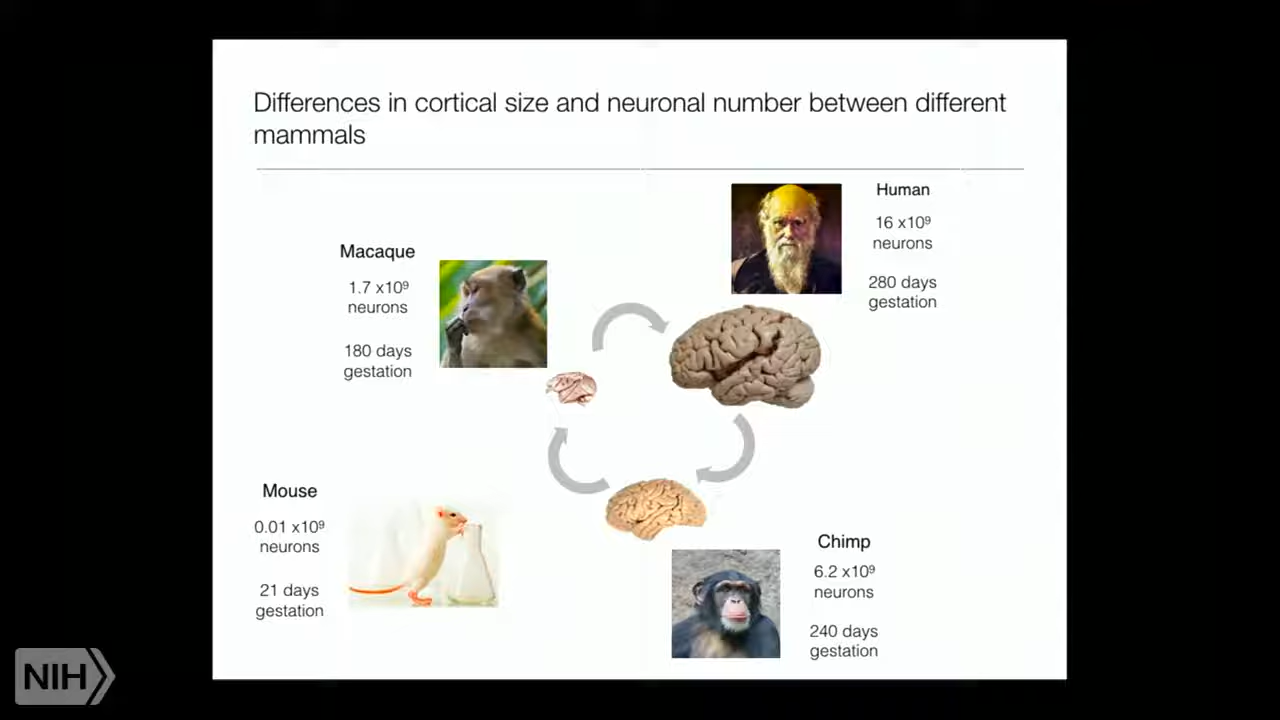 Differences in cortical size and neuronal number between different
mammals
Human
16 x10⁹
neurons
280 days
gestation
Macaque
1.7 x10⁹
neurons
180 days
gestation
Mouse
0.01 x10⁹
neurons
21 days
gestation
Chimp
6.2 x10⁹
neurons
240 days
gestation
NIH